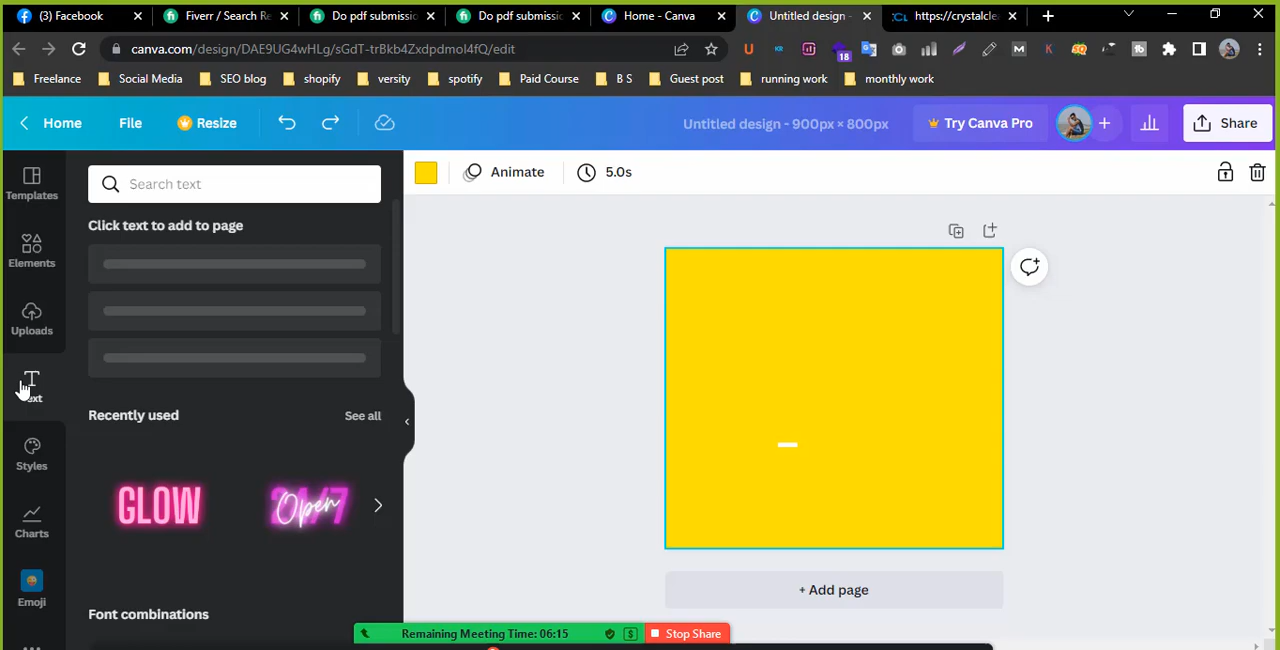 (3) Facebook
Fiverr / Search Re
Do pdf submissic
Do pdf submissic
Home - Canva
Untitled design -
https://crystalcle
canva.com/design/DAE9UG4wHLg/sGdT-trBkb4Zxdpdmol4fQ/edit
18
Freelance
Social Media
SEO blog
shopify
versity
spotify
Paid Course
B S
Guest post
running work
monthly work
Home
File
Resize
Untitled design - 900px × 800px
Try Canva Pro
Share
Templates
Elements
Uploads
Text
Styles
Charts
Emoji
Search text
Click text to add to page
Recently used
See all
GLOW
24/7
Open
Font combinations
Animate
5.0s
+ Add page
Remaining Meeting Time: 06:15
Stop Share